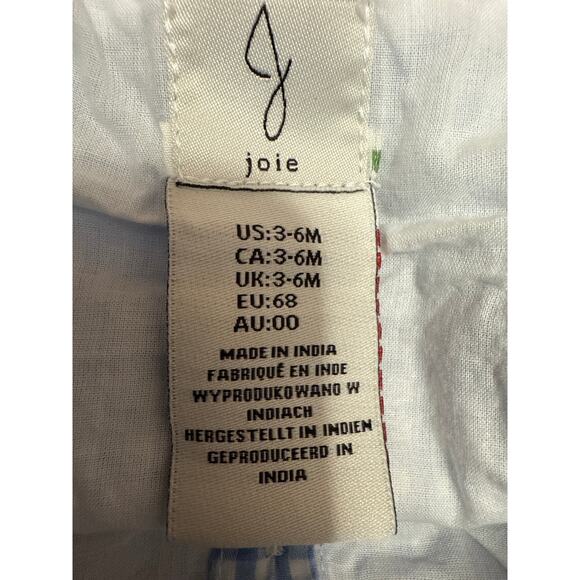 J
joie
US:3-6M
CA:3-6M
UK:3-6M
EU:68
AU:00
MADE IN INDIA
FABRIQUÉ EN INDE
WYPRODUKOWANO W
INDIACH
HERGESTELLT IN INDIEN
GEPRODUCEERD IN
INDIA